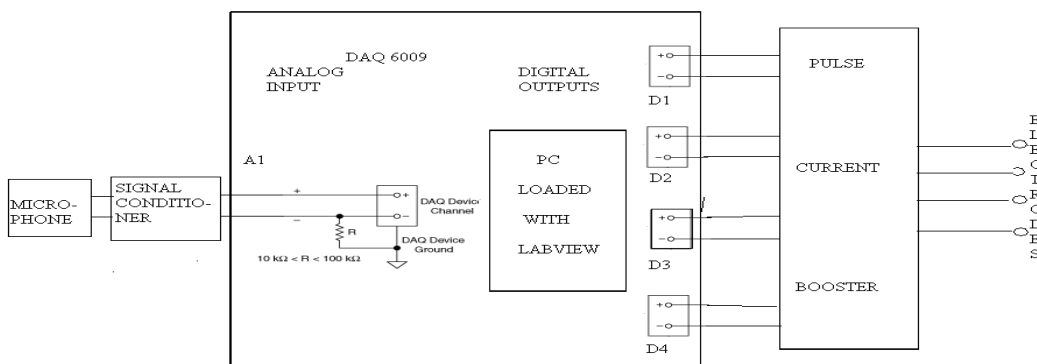 MICRO-
PHONE
SIGNAL
CONDITIO-
NER
DAQ 6009
ANALOG
INPUT
A1
+
−
R
10 kΩ < R < 100 kΩ
+
−
DAQ Device
Channel
DAQ Device
Ground
DIGITAL
OUTPUTS
PC
LOADED
WITH
LABVIEW
+
−
D1
+
−
D2
+
−
D3
+
−
D4
PULSE
CURRENT
BOOSTER
ELECTRODES